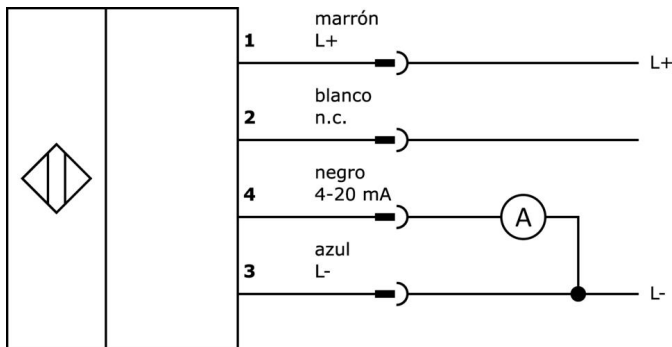 marrón
1 L+
L+
blanco
2 n.c.
negro
4 4-20 mA
A
azul
3 L-
L-